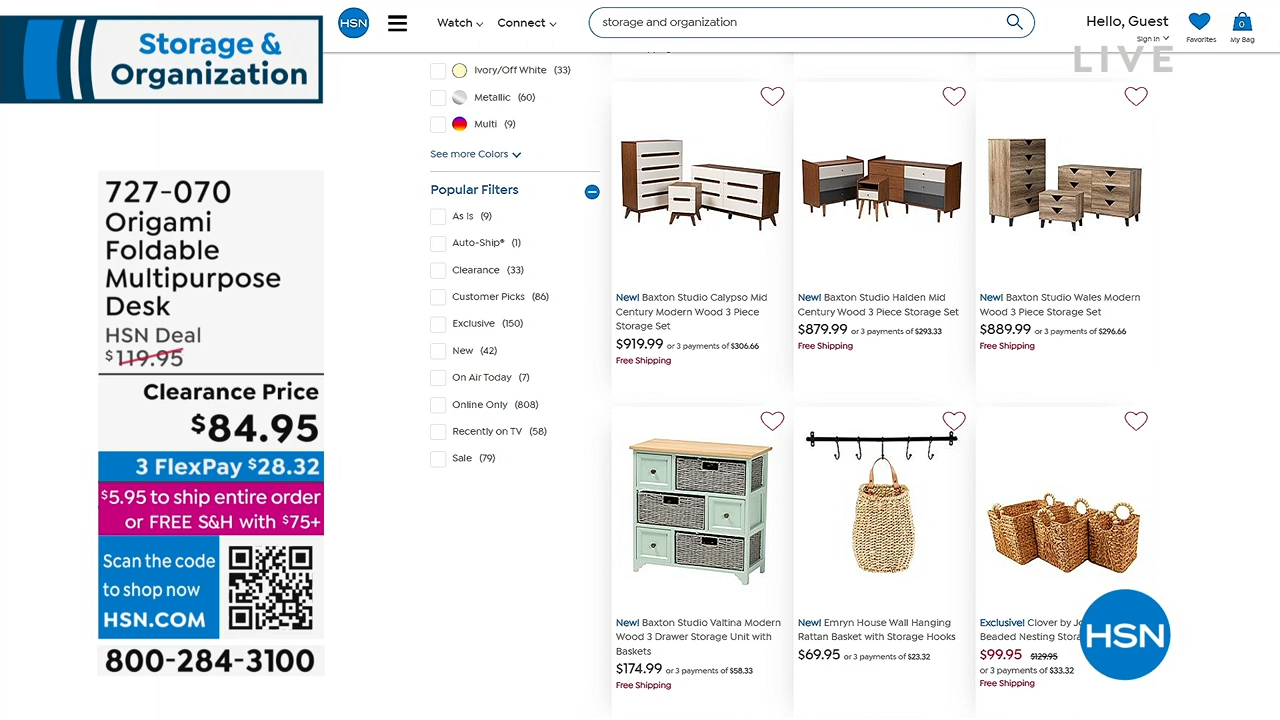 Storage &
Organization
727-070
Origami
Foldable
Multipurpose
Desk
HSN Deal
$119.95
Clearance Price
$84.95
3 FlexPay $28.32
$5.95 to ship entire order
or FREE S&H with $75+
Scan the code
to shop now
HSN.COM
800-284-3100
HSN
Watch
Connect
storage and organization
Hello, Guest
Sign In
Favorites
0
My Bag
LIVE
Ivory/Off White (33)
Metallic (60)
Multi (9)
See more Colors
Popular Filters
As Is (9)
Auto-Ship® (1)
Clearance (33)
Customer Picks (86)
Exclusive (150)
New (42)
On Air Today (7)
Online Only (808)
Recently on TV (58)
Sale (79)
New! Baxton Studio Calypso Mid
Century Modern Wood 3 Piece
Storage Set
$919.99 or 3 payments of $306.66
Free Shipping
New! Baxton Studio Halden Mid
Century Wood 3 Piece Storage Set
$879.99 or 3 payments of $293.33
Free Shipping
New! Baxton Studio Wales Modern
Wood 3 Piece Storage Set
$889.99 or 3 payments of $296.66
Free Shipping
New! Baxton Studio Valtina Modern
Wood 3 Drawer Storage Unit with
Baskets
$174.99 or 3 payments of $58.33
Free Shipping
New! Emryn House Wall Hanging
Rattan Basket with Storage Hooks
$69.95 or 3 payments of $23.32
Exclusive! Clover by
Beaded Nesting
$99.95 $129.95
or 3 payments of $33.32
Free Shipping
HSN